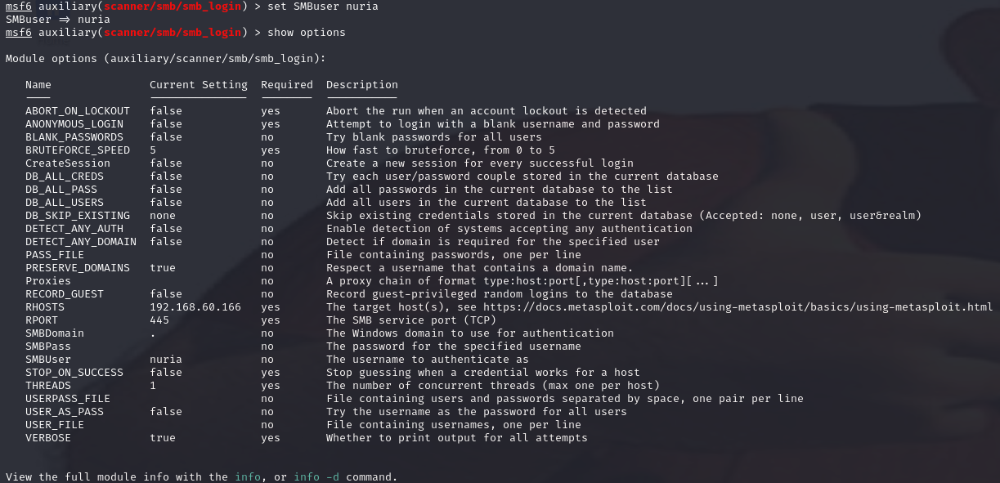 msf6 auxiliary(scanner/smb/smb_login) > set SMBuser nuria
SMBuser => nuria
msf6 auxiliary(scanner/smb/smb_login) > show options
Module options (auxiliary/scanner/smb/smb_login):
Name Current Setting Required Description
ABORT_ON_LOCKOUT false yes Abort the run when an account lockout is detected
ANONYMOUS_LOGIN false yes Attempt to login with a blank username and password
BLANK_PASSWORDS false no Try blank passwords for all users
BRUTEFORCE_SPEED 5 yes How fast to bruteforce, from 0 to 5
CreateSession false no Create a new session for every successful login
DB_ALL_CREDS false no Try each user/password couple stored in the current database
DB_ALL_PASS false no Add all passwords in the current database to the list
DB_ALL_USERS false no Add all users in the current database to the list
DB_SKIP_EXISTING none no Skip existing credentials stored in the current database (Accepted: none, user, user&realm)
DETECT_ANY_AUTH false no Enable detection of systems accepting any authentication
DETECT_ANY_DOMAIN false no Detect if domain is required for the specified user
PASS_FILE no File containing passwords, one per line
PRESERVE_DOMAINS true no Respect a username that contains a domain name.
Proxies no A proxy chain of format type:host:port[,type:host:port][...]
RECORD_GUEST false no Record guest-privileged random logins to the database
RHOSTS 192.168.60.166 yes The target host(s), see https://docs.metasploit.com/docs/using-metasploit/basics/using-metasploit.html
RPORT 445 yes The SMB service port (TCP)
SMBDomain . no The Windows domain to use for authentication
SMBPass no The password for the specified username
SMBUser nuria no The username to authenticate as
STOP_ON_SUCCESS false yes Stop guessing when a credential works for a host
THREADS 1 yes The number of concurrent threads (max one per host)
USERPASS_FILE no File containing users and passwords separated by space, one pair per line
USER_AS_PASS false no Try the username as the password for all users
USER_FILE no File containing usernames, one per line
VERBOSE true yes Whether to print output for all attempts
View the full module info with the info, or info -d command.